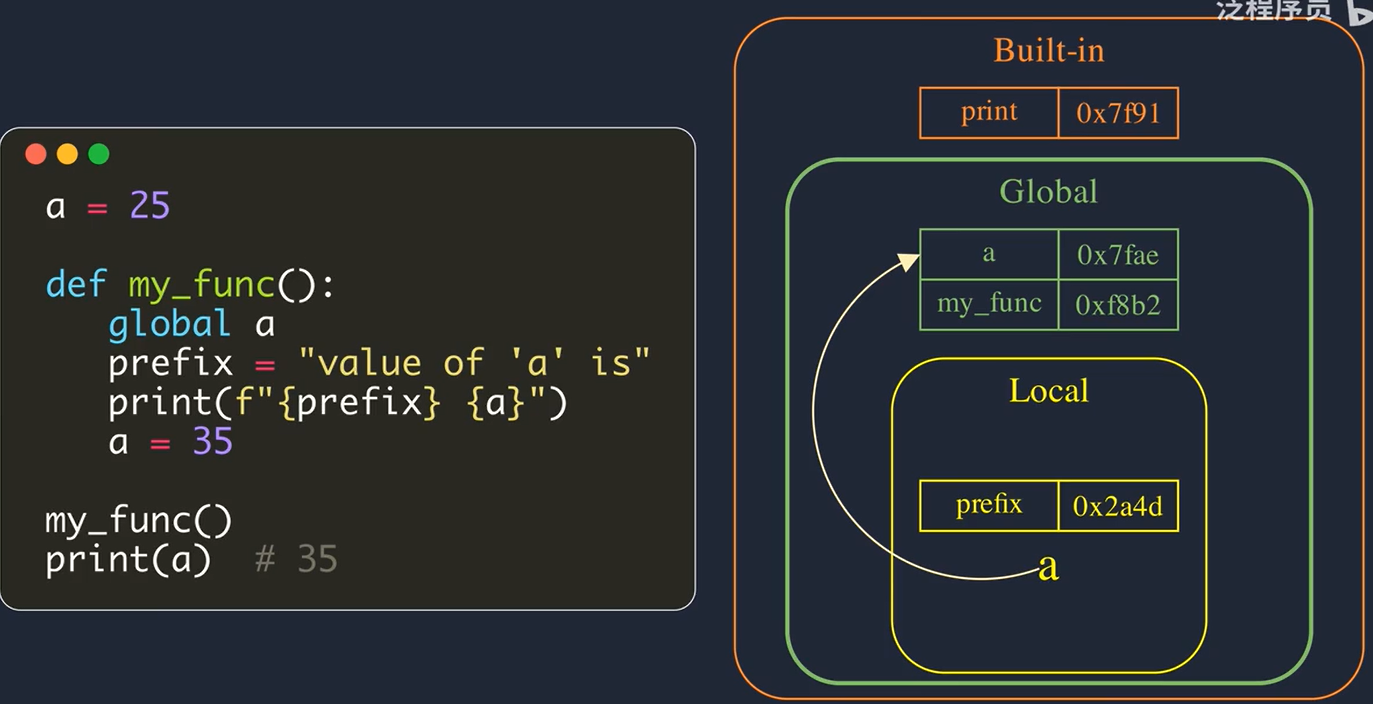 泛程序员
a = 25
def my_func():
global a
prefix = "value of 'a' is"
print(f"{prefix} {a}")
a = 35
my_func()
print(a)  # 35
Built-in
print 0x7f91
Global
a 0x7fae
my_func 0xf8b2
Local
prefix 0x2a4d
a